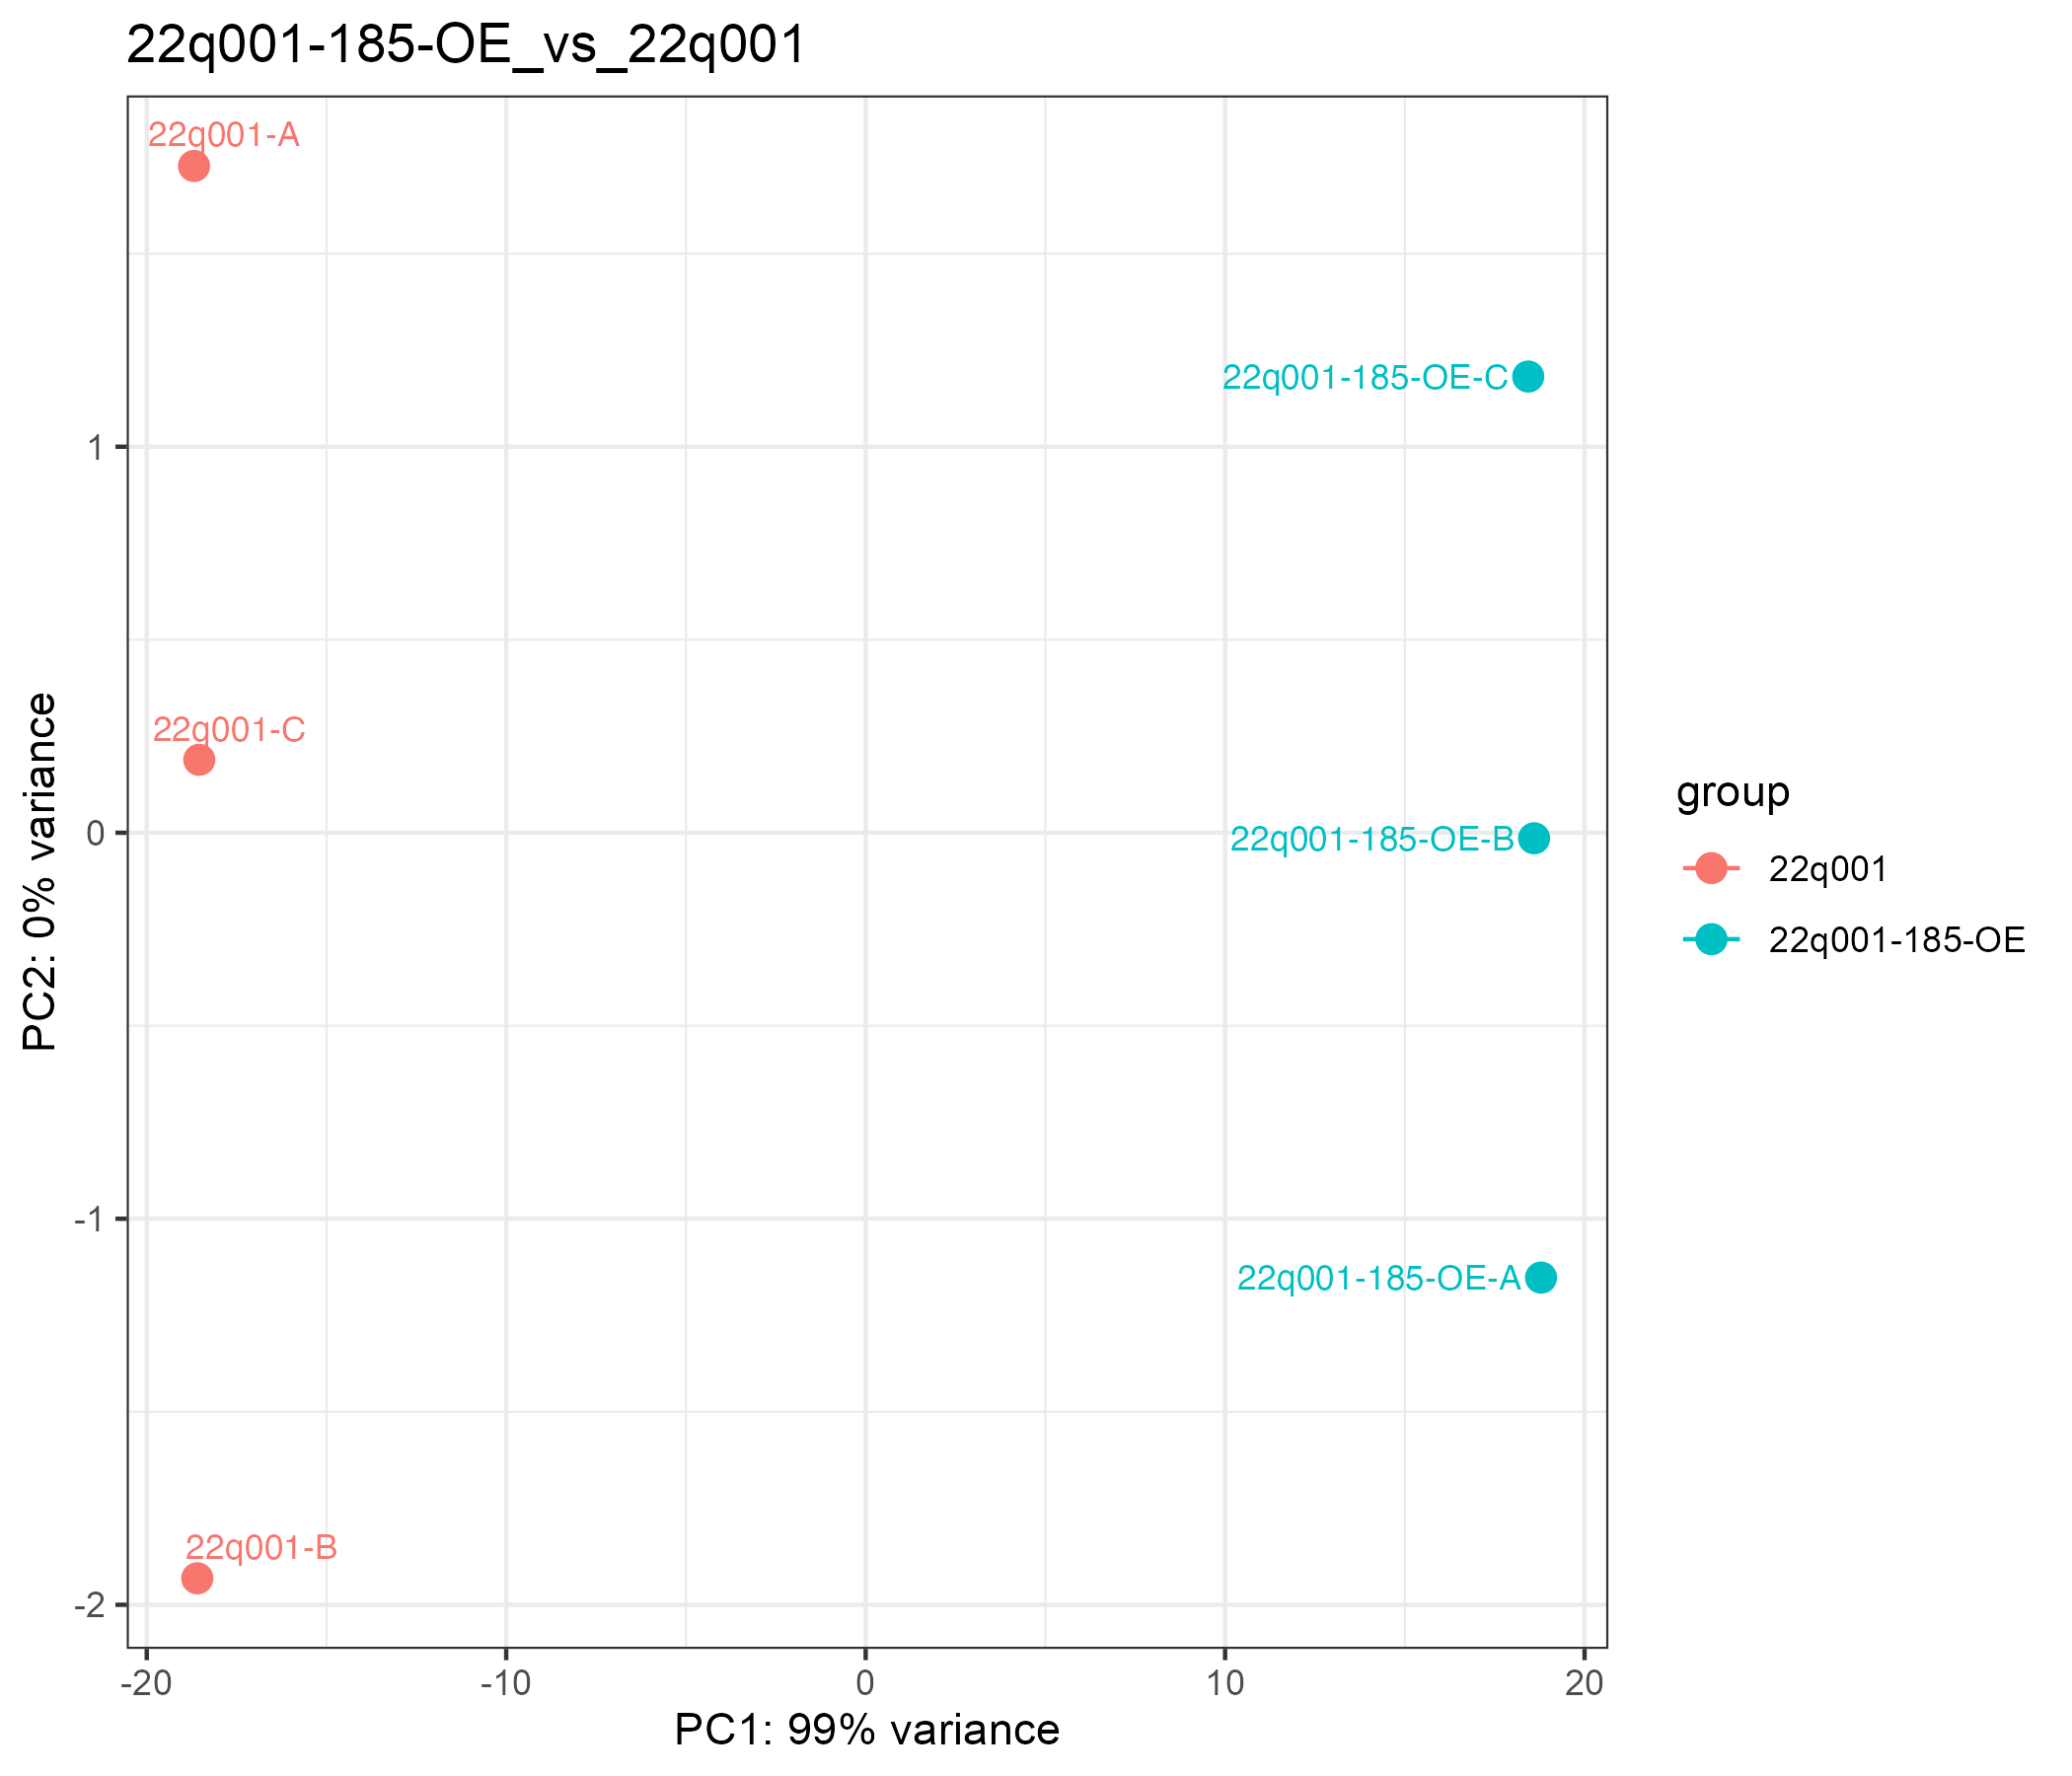 22q001-185-OE_vs_22q001
22q001-A
22q001-185-OE-C
1
22q001-C
0
22q001-185-OE-B
-1
22q001-185-OE-A
22q001-B
-2
-20
-10
0
10
20
PC1: 99% variance
PC2: 0% variance
group
22q001
22q001-185-OE